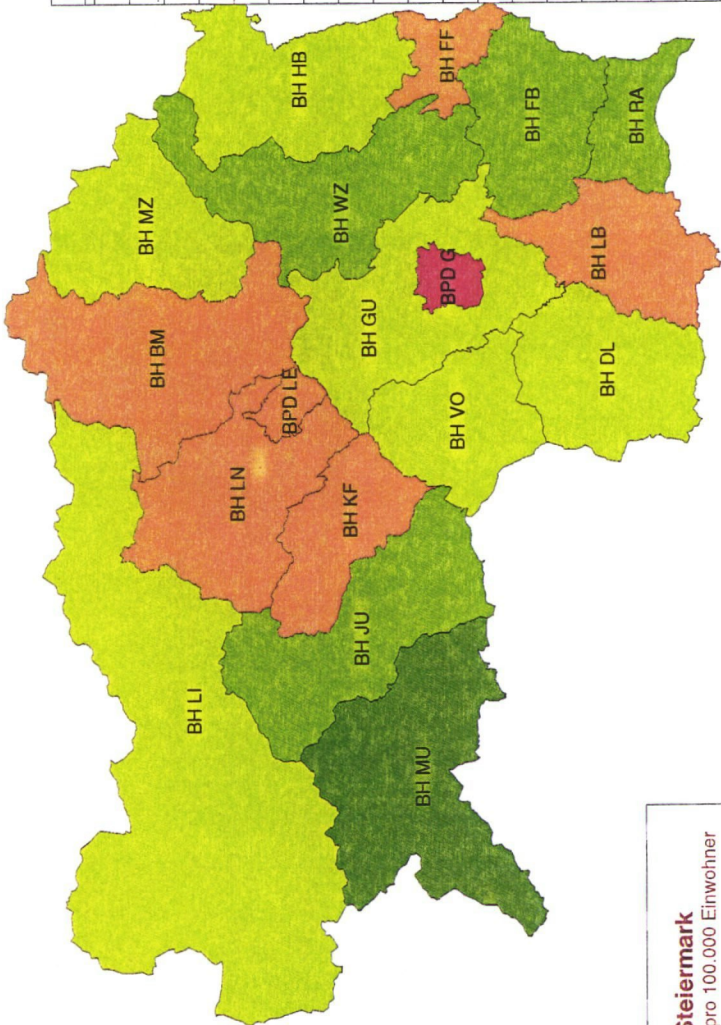 BH HB
BH FF
BH MZ
BH WZ
BH FB
BH RA
BH BM
BH GU
BPD G
BH LB
BPD LE
BH LN
BH KF
BH VO
BH DL
BH LI
BH JU
BH MU
Steiermark
pro 100.000 Einwohner